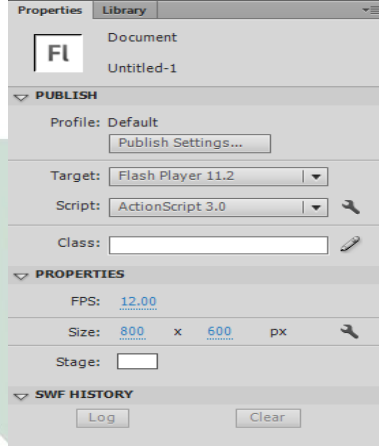 Properties Library
Fl
Document
Untitled-1
PUBLISH
Profile: Default
Publish Settings...
Target: Flash Player 11.2
Script: ActionScript 3.0
Class:
PROPERTIES
FPS: 12.00
Size: 800 x 600 px
Stage:
SWF HISTORY
Log Clear